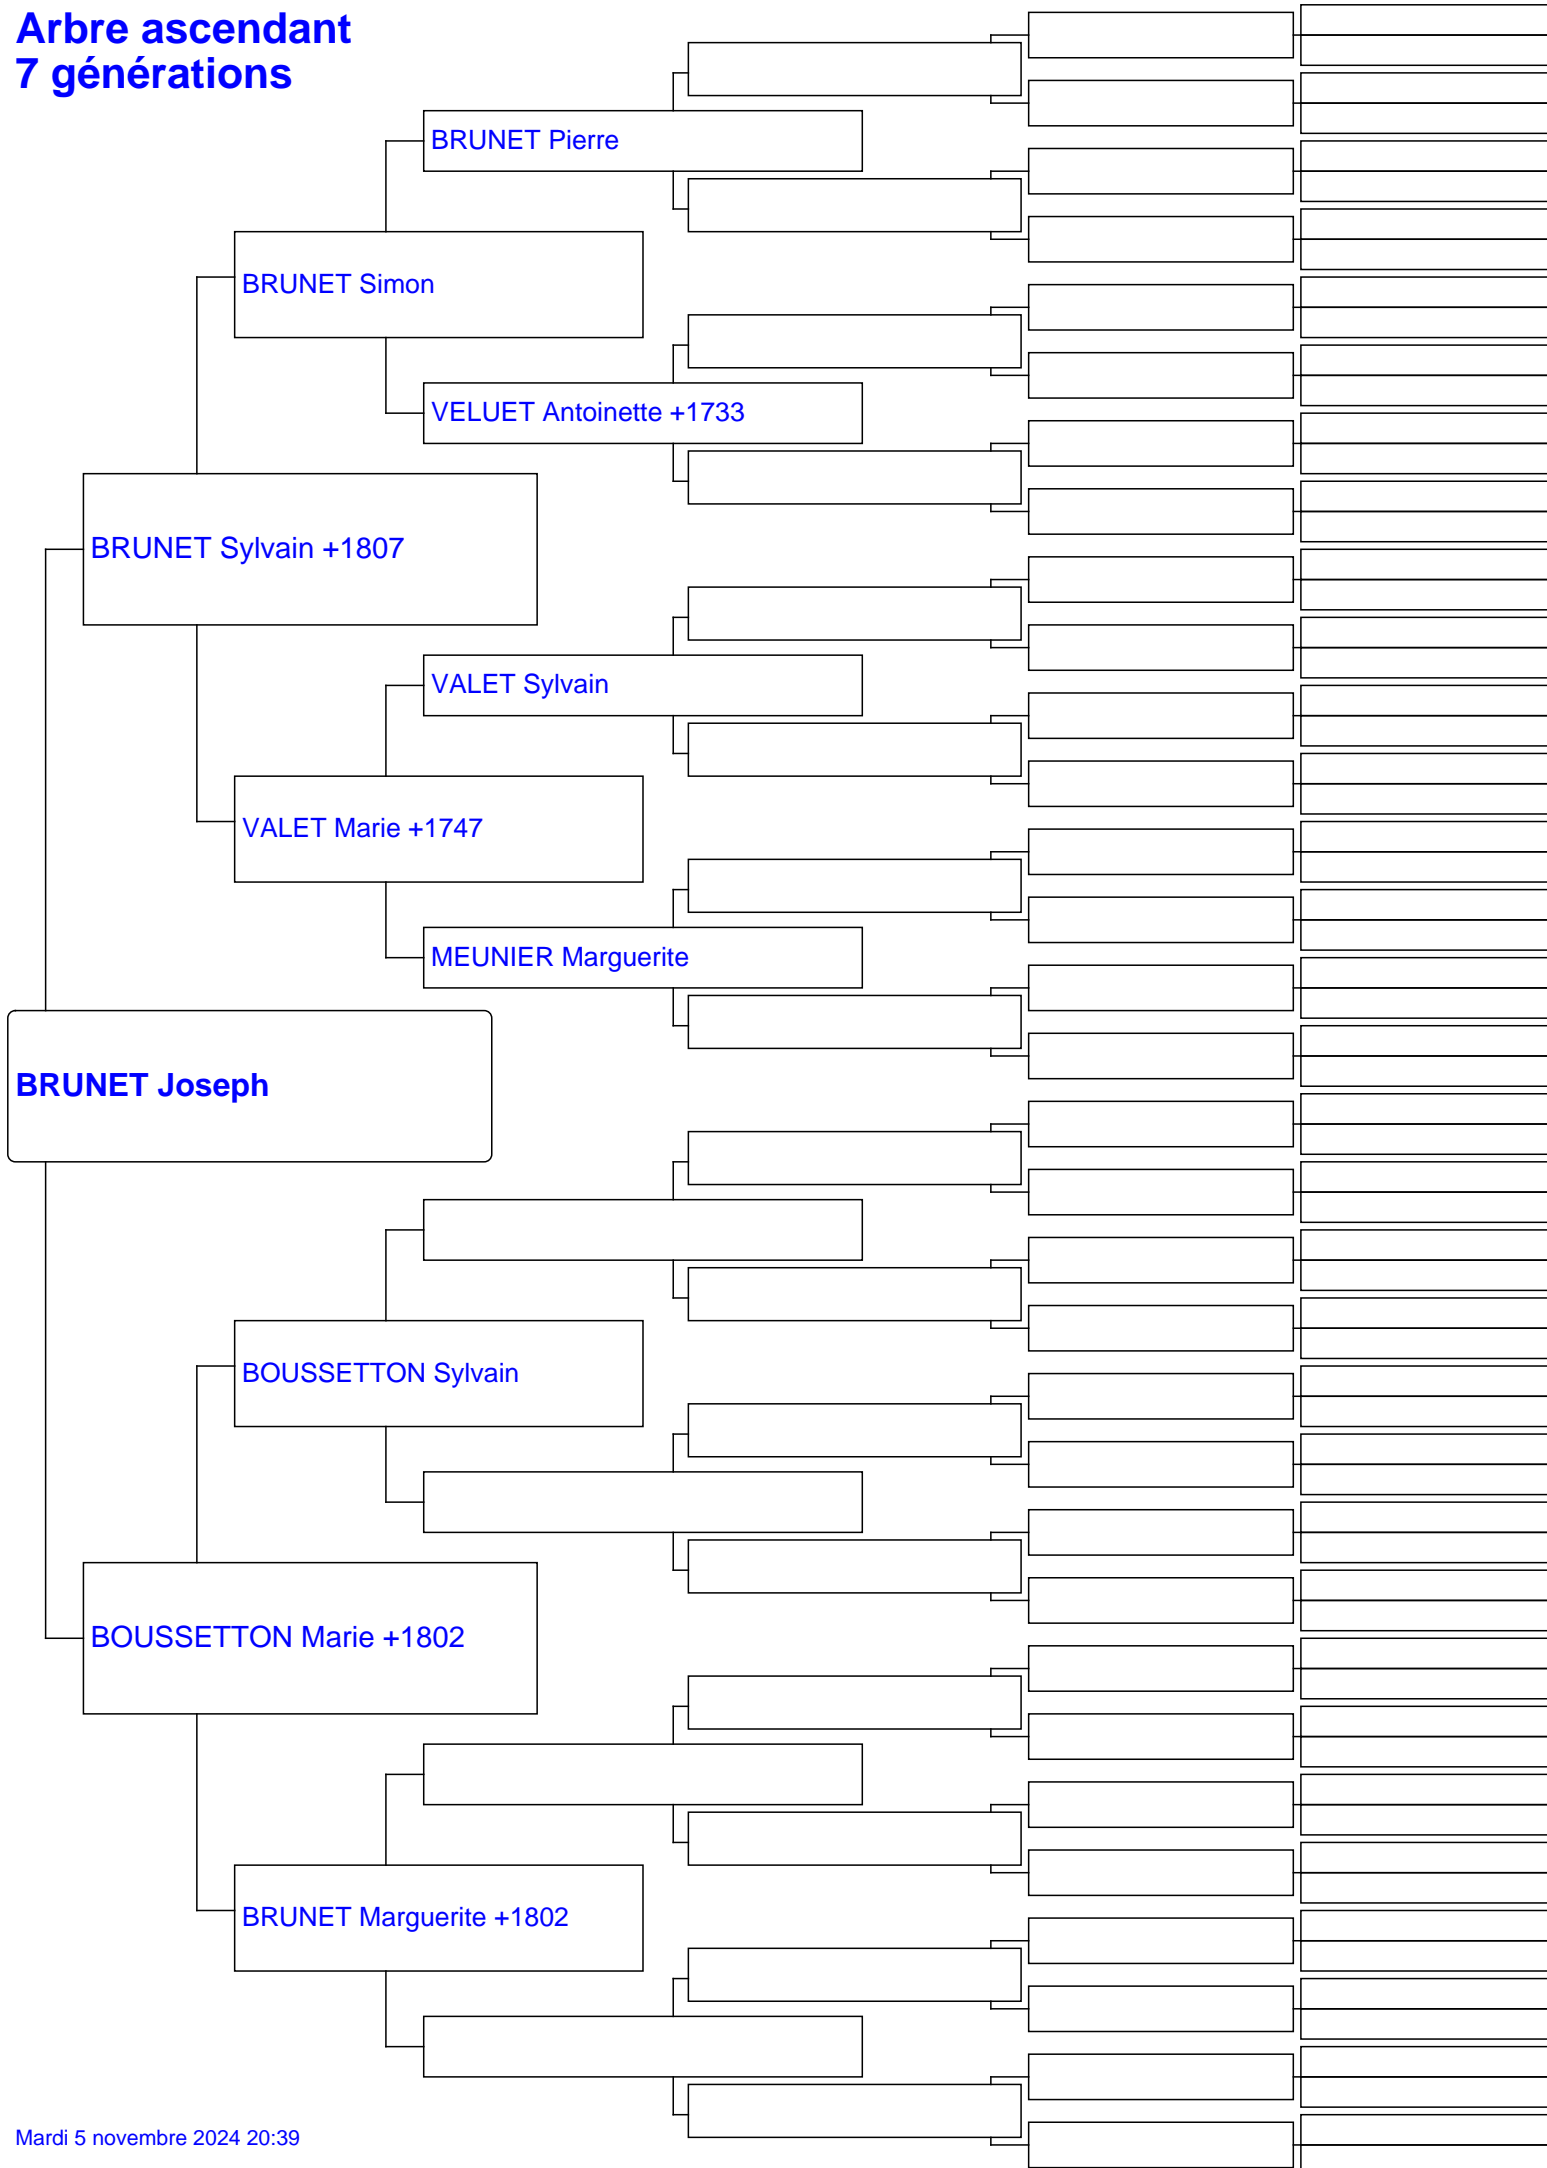 Arbre ascendant
7 générations
BRUNET Pierre
BRUNET Simon
VELUET Antoinette +1733
BRUNET Sylvain +1807
VALET Sylvain
VALET Marie +1747
MEUNIER Marguerite
BRUNET Joseph
BOUSSETTON Sylvain
BOUSSETTON Marie +1802
BRUNET Marguerite +1802
Mardi 5 novembre 2024 20:39